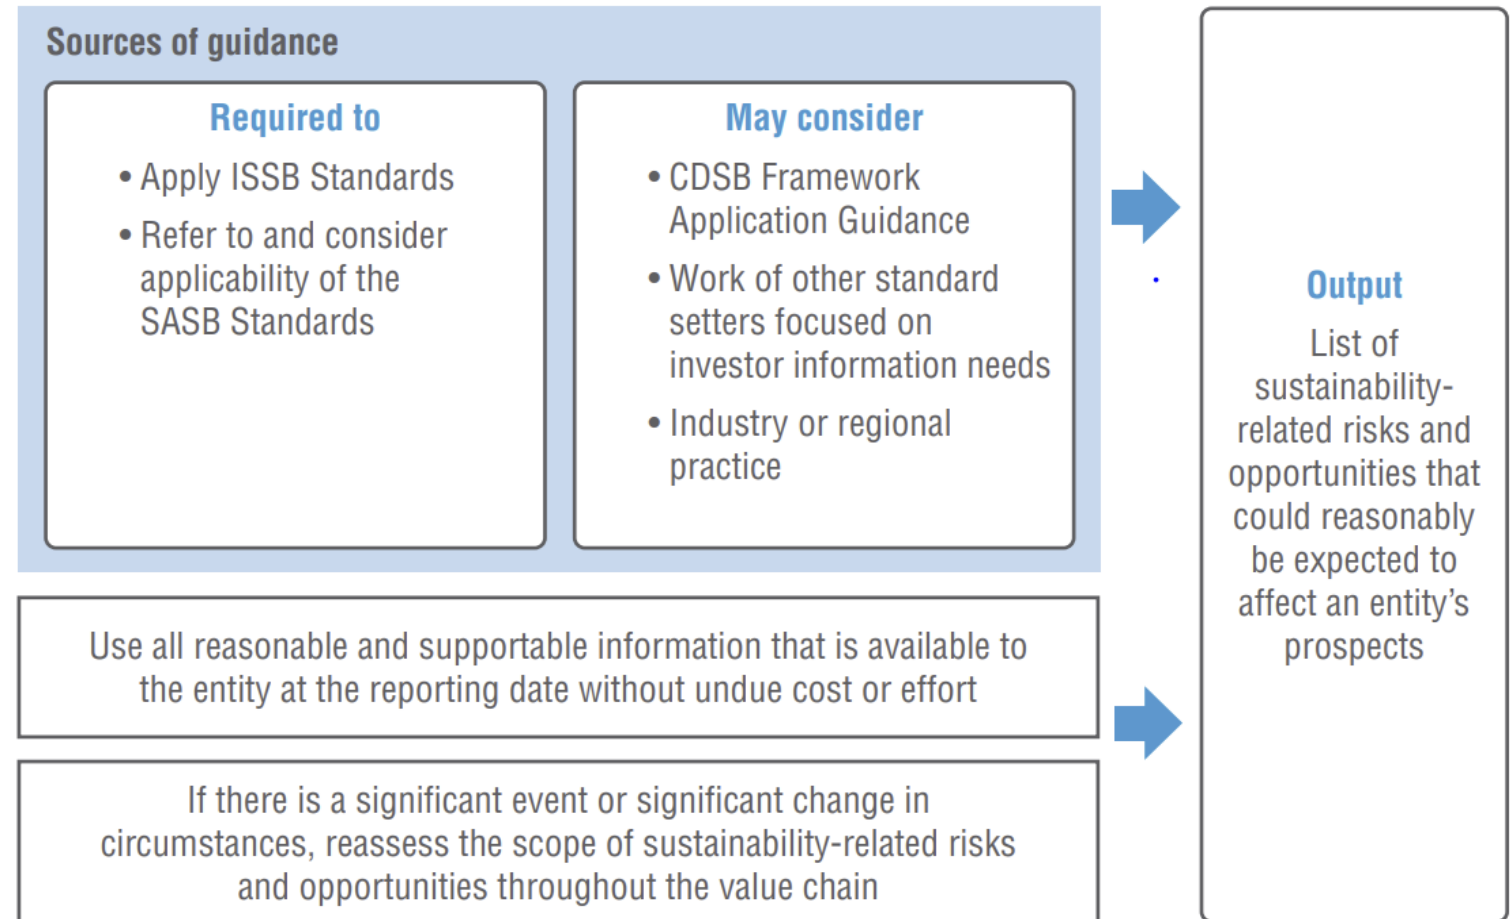 Sources of guidance
Required to
• Apply ISSB Standards
• Refer to and consider
applicability of the
SASB Standards
May consider
• CDSB Framework
Application Guidance
• Work of other standard
setters focused on
investor information needs
• Industry or regional
practice
Use all reasonable and supportable information that is available to
the entity at the reporting date without undue cost or effort
If there is a significant event or significant change in
circumstances, reassess the scope of sustainability-related risks
and opportunities throughout the value chain
Output
List of
sustainability-
related risks and
opportunities that
could reasonably
be expected to
affect an entity’s
prospects